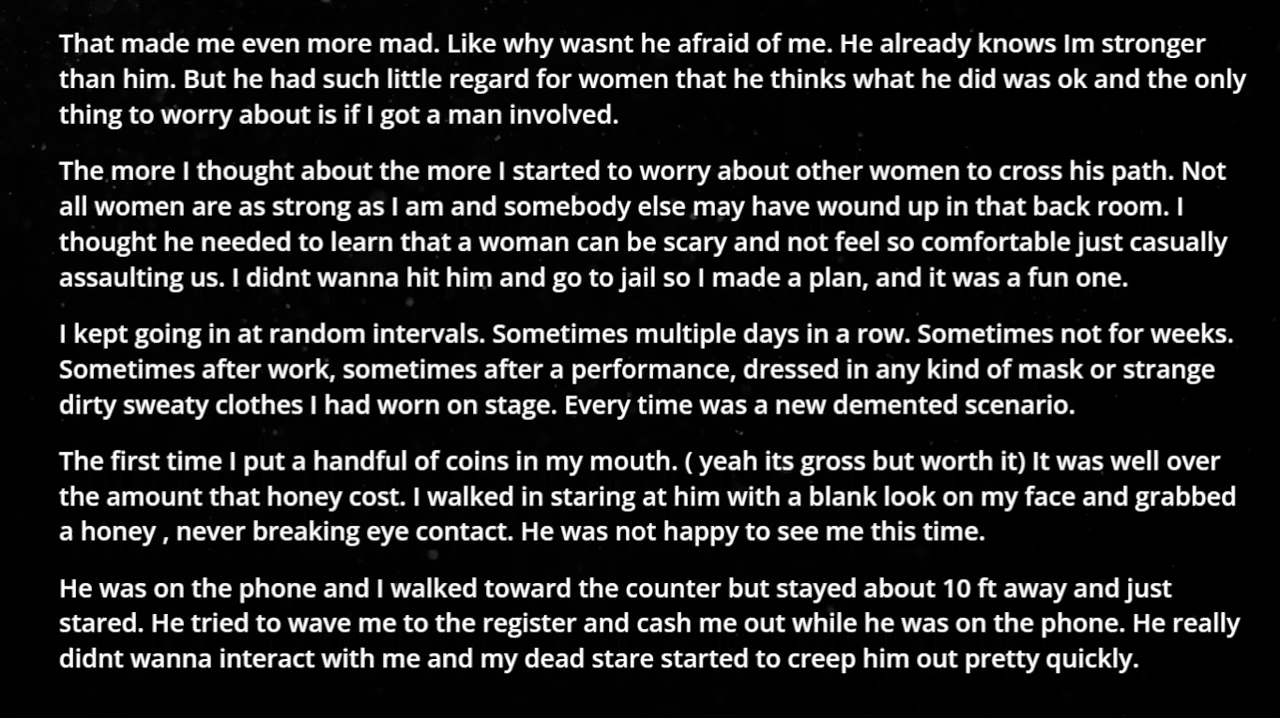 That made me even more mad. Like why wasnt he afraid of me. He already knows Im stronger
than him. But he had such little regard for women that he thinks what he did was ok and the only
thing to worry about is if I got a man involved.
The more I thought about the more I started to worry about other women to cross his path. Not
all women are as strong as I am and somebody else may have wound up in that back room. I
thought he needed to learn that a woman can be scary and not feel so comfortable just casually
assaulting us. I didnt wanna hit him and go to jail so I made a plan, and it was a fun one.
I kept going in at random intervals. Sometimes multiple days in a row. Sometimes not for weeks.
Sometimes after work, sometimes after a performance, dressed in any kind of mask or strange
dirty sweaty clothes I had worn on stage. Every time was a new demented scenario.
The first time I put a handful of coins in my mouth. ( yeah its gross but worth it) It was well over
the amount that honey cost. I walked in staring at him with a blank look on my face and grabbed
a honey , never breaking eye contact. He was not happy to see me this time.
He was on the phone and I walked toward the counter but stayed about 10 ft away and just
stared. He tried to wave me to the register and cash me out while he was on the phone. He really
didnt wanna interact with me and my dead stare started to creep him out pretty quickly.